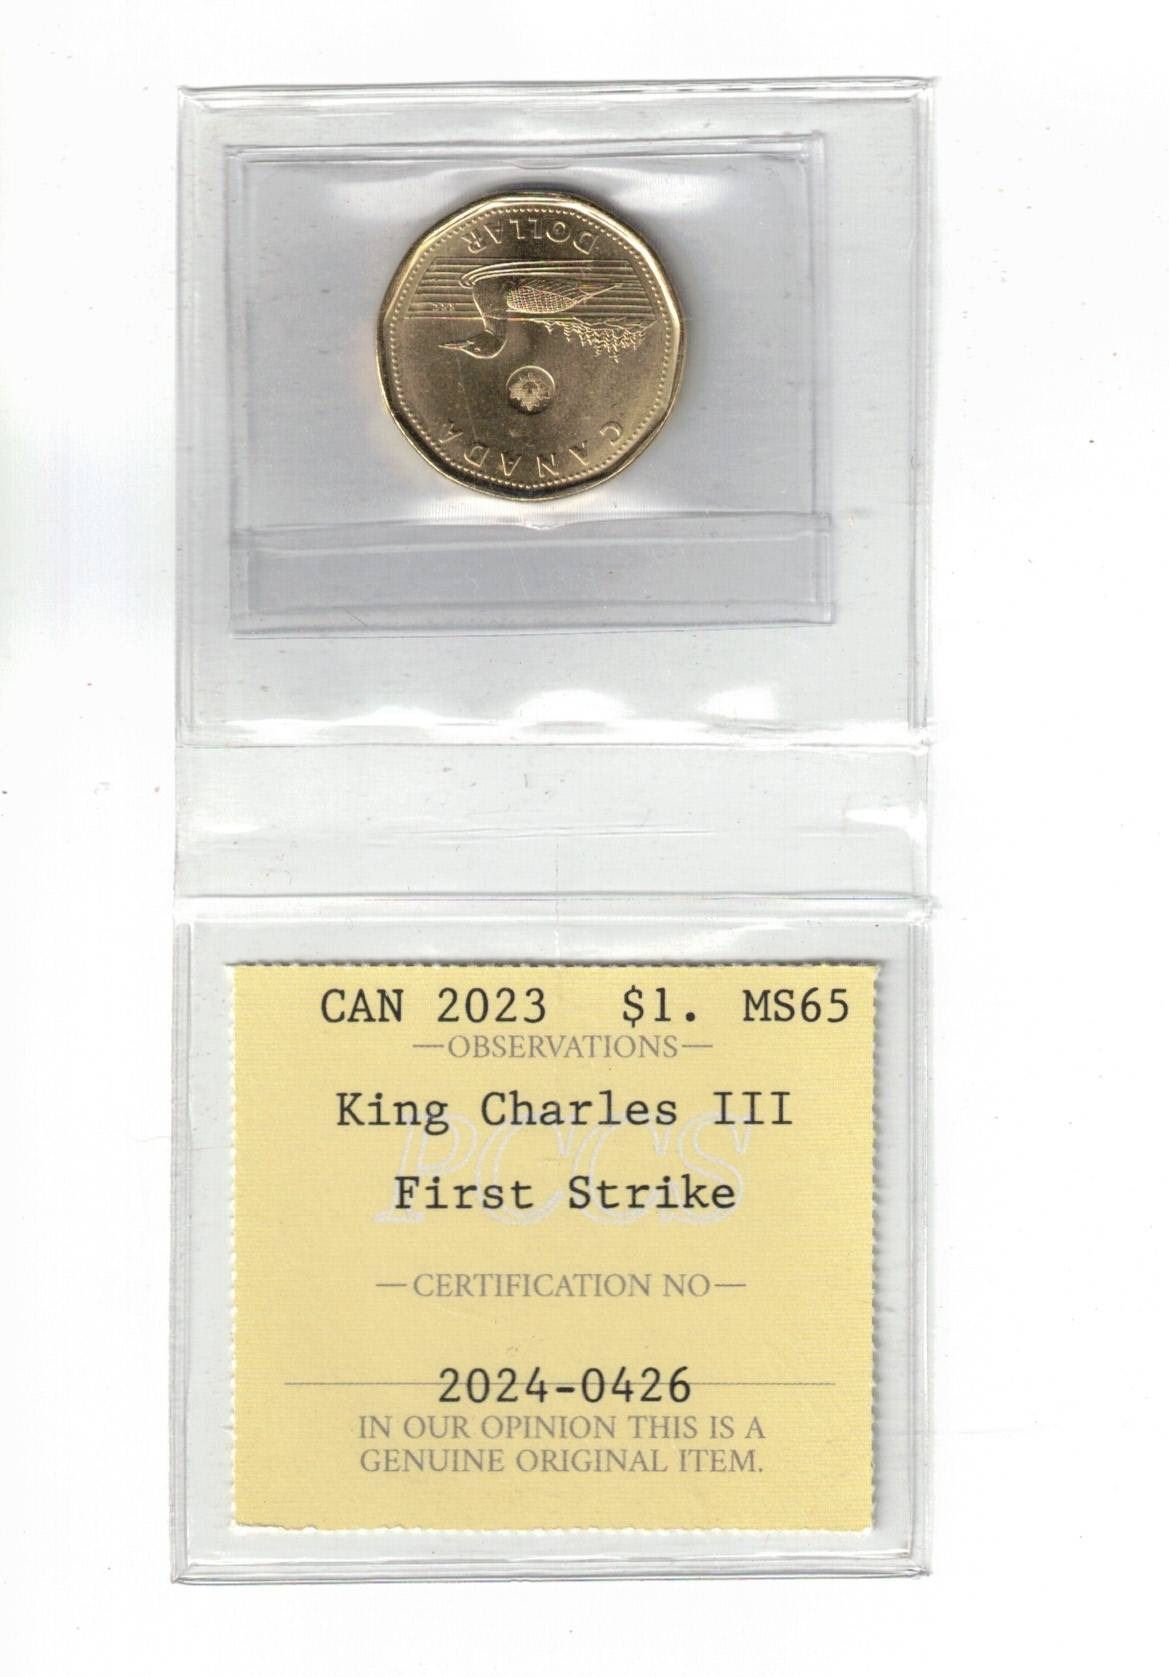 DOLLAR
CANADA
CAN 2023 $1. MS65
—OBSERVATIONS—
King Charles III
PCCS
First Strike
—CERTIFICATION NO—
2024-0426
IN OUR OPINION THIS IS A
GENUINE ORIGINAL ITEM.